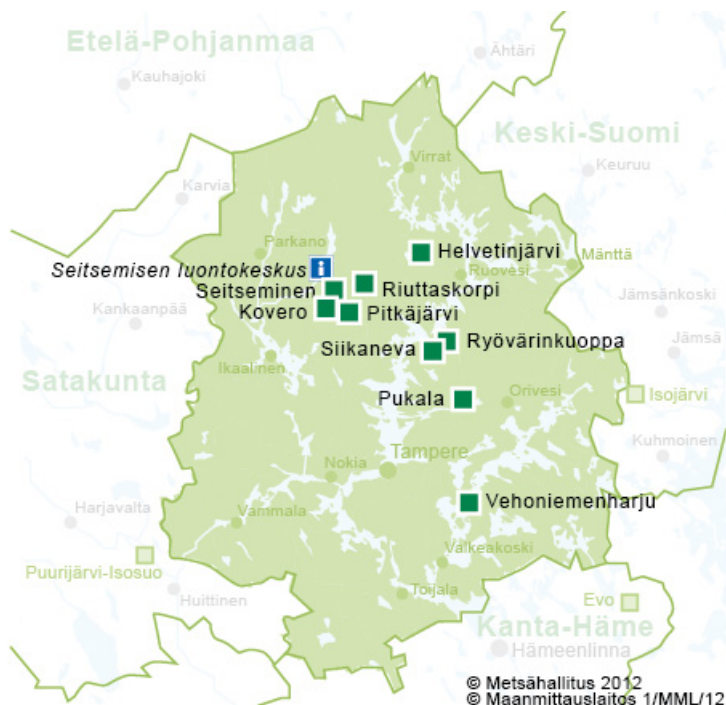 Etelä-Pohjanmaa
Ähtäri
Kauhajoki
Keski-Suomi
Virrat
Keuruu
Karvia
Parkano
Helvetinjärvi
Mänttä
Seitsemisen luontokeskus
i
Ruovesi
Seitseminen
Riuttaskorpi
Kankaanpää
Kovero
Pitkäjärvi
Jämsänkoski
Siikaneva
Ryövärinkuoppa
Jämsä
Ikaalinen
Satakunta
Pukala
Orivesi
Isojärvi
Kuhmoinen
Tampere
Nokia
Harjavalta
Vammala
Vehoniemenharju
Valkeakoski
Puurijärvi-Isosuo
Huittinen
Toijala
Evo
Kanta-Häme
Hämeenlinna
© Metsähallitus 2012
© Maanmittauslaitos 1/MML/12